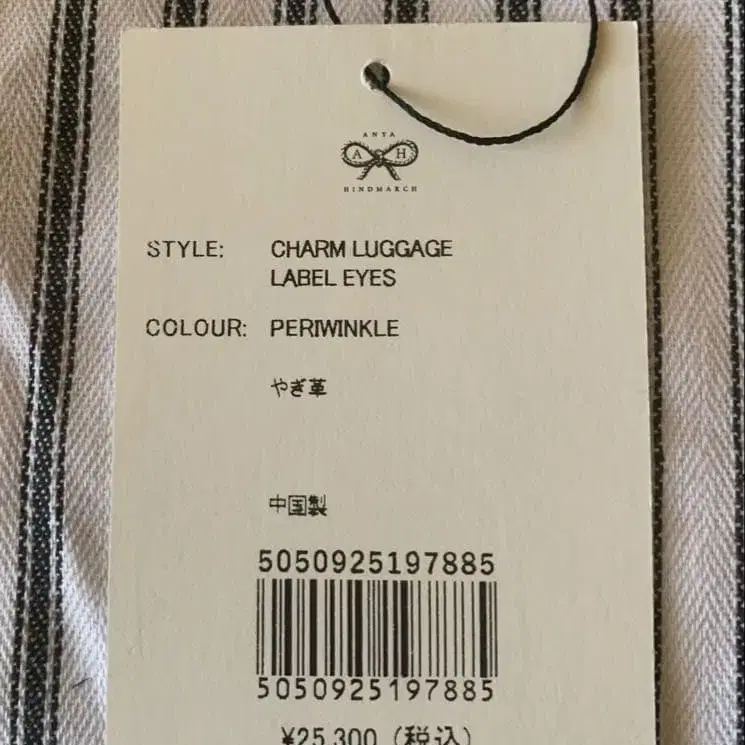 ANYA
A H
HINDMARCH
STYLE: CHARM LUGGAGE
LABEL EYES
COLOUR: PERIWINKLE
やぎ革
中国製
5050925197885
5050925197885
¥25,300 (税込)